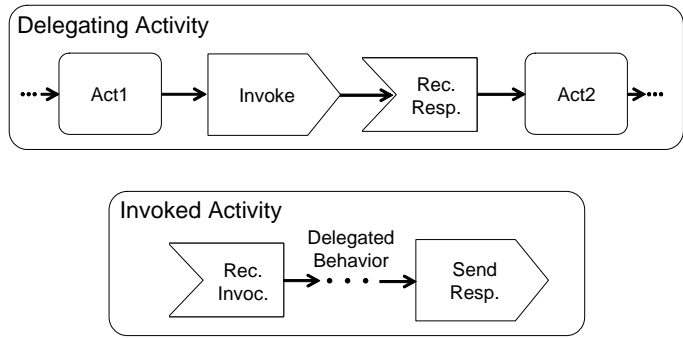 Delegating Activity
Act1
Invoke
Rec.
Resp.
Act2
Invoked Activity
Rec.
Invoc.
Delegated
Behavior
Send
Resp.